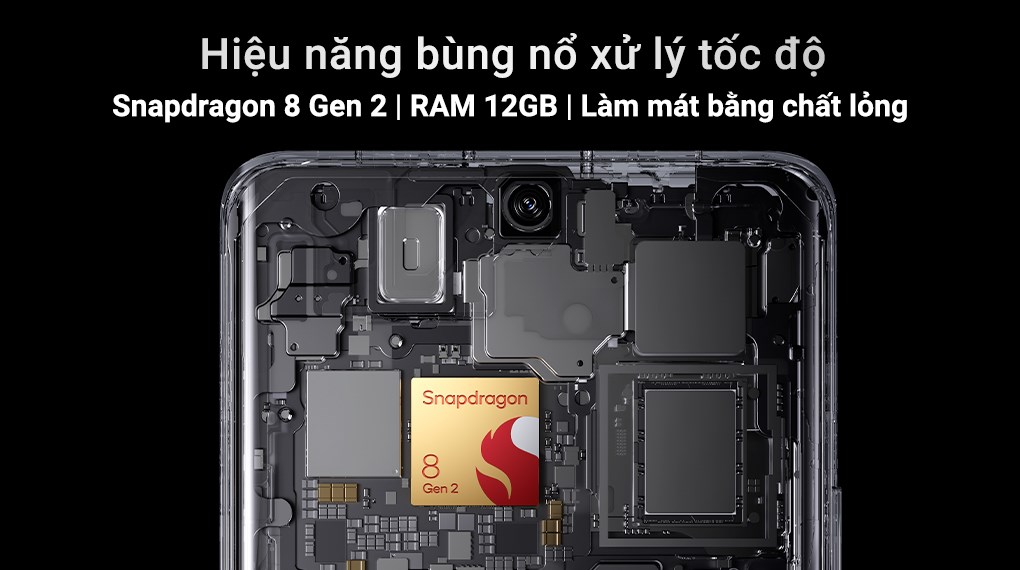 Hiệu năng bùng nổ xử lý tốc độ
Snapdragon 8 Gen 2 | RAM 12GB | Làm mát bằng chất lỏng
Snapdragon
8
Gen 2